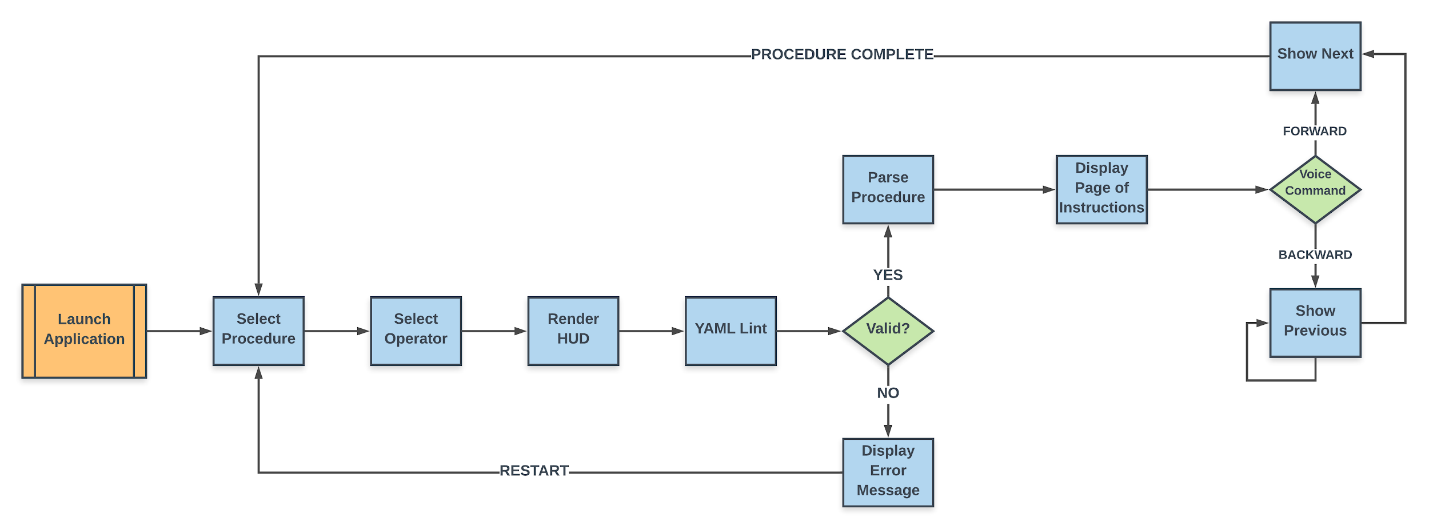 PROCEDURE COMPLETE
Show Next
FORWARD
Voice
Command
Parse
Procedure
Display
Page of
Instructions
BACKWARD
YES
Show
Previous
Launch
Application
Select
Procedure
Select
Operator
Render
HUD
YAML Lint
Valid?
NO
Display
Error
Message
RESTART